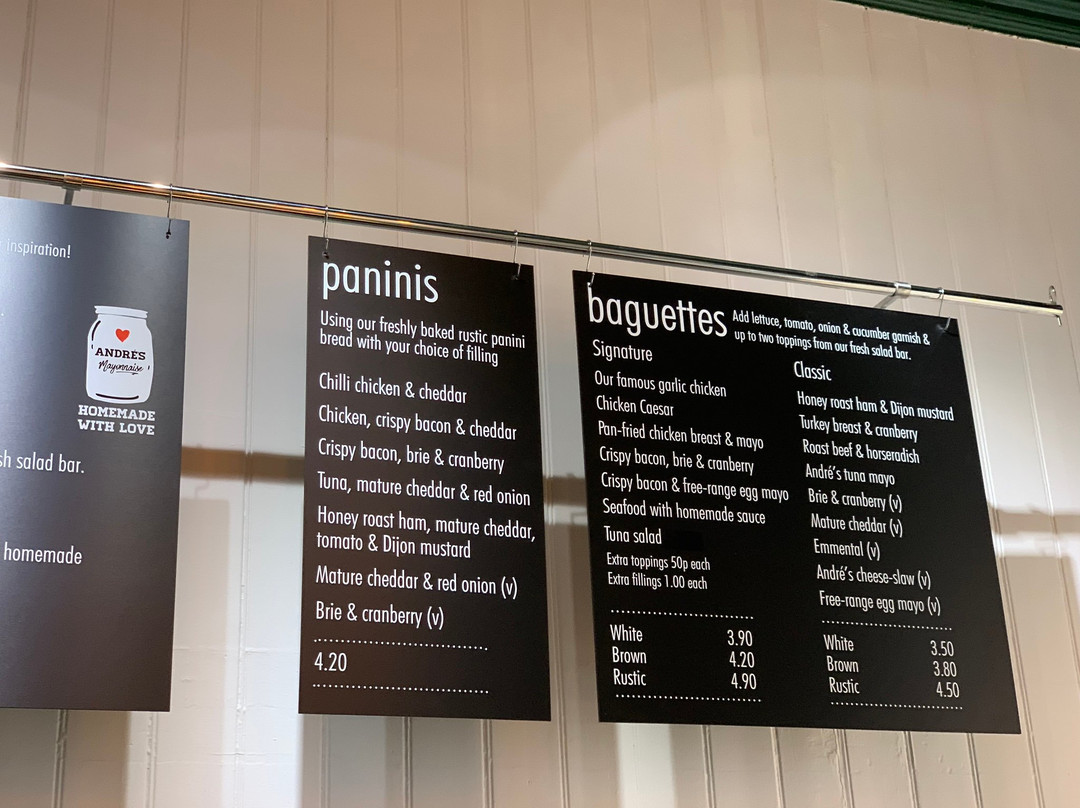 Inspiration!
ANDRES
Mayonnaise
HOMEMADE
WITH LOVE
salad bar.
homemade
paninis
Using our freshly baked rustic panini
bread with your choice of filling
Chilli chicken & cheddar
Chicken, crispy bacon & cheddar
Crispy bacon, brie & cranberry
Tuna, mature cheddar & red onion
Honey roast ham, mature cheddar,
tomato & Dijon mustard
Mature cheddar & red onion (v)
Brie & cranberry (v)
4.20
baguettes
Add lettuce, tomato, onion & cucumber garnish &
up to two toppings from our fresh salad bar.
Signature
Our famous garlic chicken
Chicken Caesar
Pan-fried chicken breast & mayo
Crispy bacon, brie & cranberry
Crispy bacon & free-range egg mayo
Seafood with homemade sauce
Tuna salad
Extra toppings 50p each
Extra fillings 1.00 each
White 3.90
Brown 4.20
Rustic 4.90
Classic
Honey roast ham & Dijon mustard
Turkey breast & cranberry
Roast beef & horseradish
André's tuna mayo
Brie & cranberry (v)
Mature cheddar (v)
Emmental (v)
André's cheese-slaw (v)
Free-range egg mayo (v)
White 3.50
Brown 3.80
Rustic 4.50